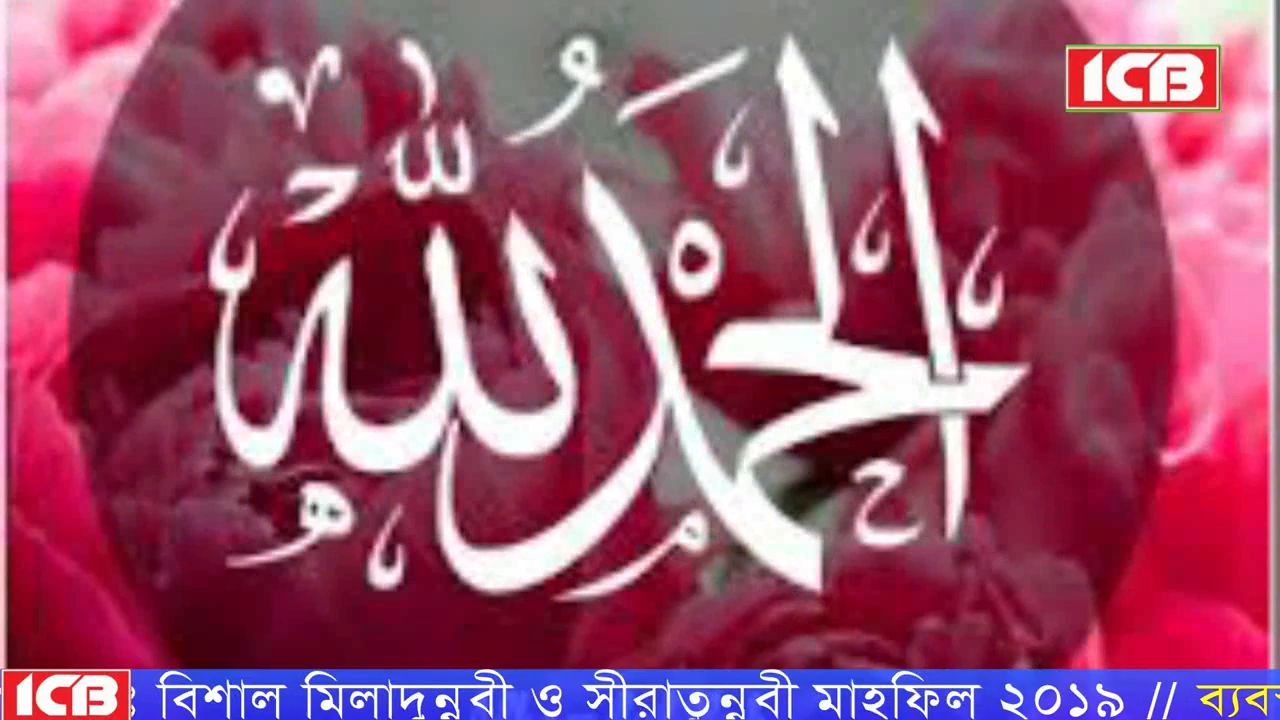 الحمد لله
ICB
ICB ঃ বিশাল মিলাদুন্নবী ও সীরাতুন্নবী মাহফিল ২০১৯ //